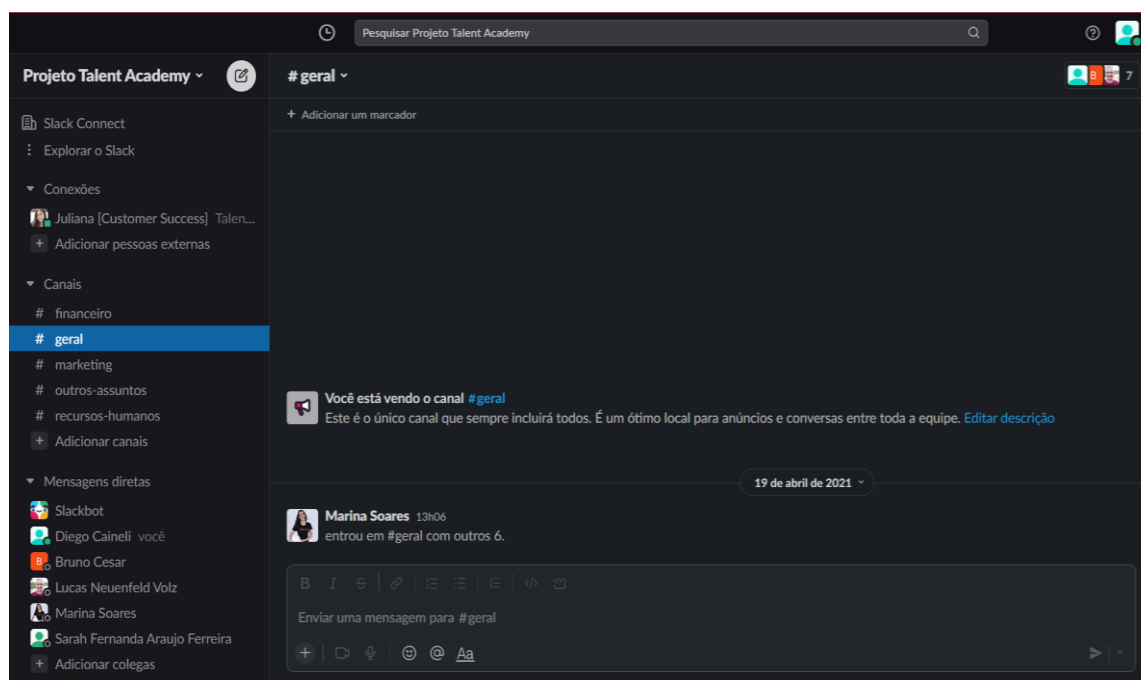 Pesquisar Projeto Talent Academy
Projeto Talent Academy
# geral
B
7
Slack Connect
+ Adicionar um marcador
Explorar o Slack
Conexões
Juliana [Customer Success] Talen...
+ Adicionar pessoas externas
Canais
# financeiro
# geral
# marketing
# outros-assuntos
# recursos-humanos
+ Adicionar canais
Mensagens diretas
Slackbot
Diego Caineli você
B Bruno Cesar
Lucas Neuenfeld Volz
Marina Soares
Sarah Fernanda Araujo Ferreira
+ Adicionar colegas
Você está vendo o canal #geral
Este é o único canal que sempre incluirá todos. É um ótimo local para anúncios e conversas entre toda a equipe. Editar descrição
19 de abril de 2021
Marina Soares 13h06
entrou em #geral com outros 6.
B I S
Enviar uma mensagem para #geral
+ @ Aa